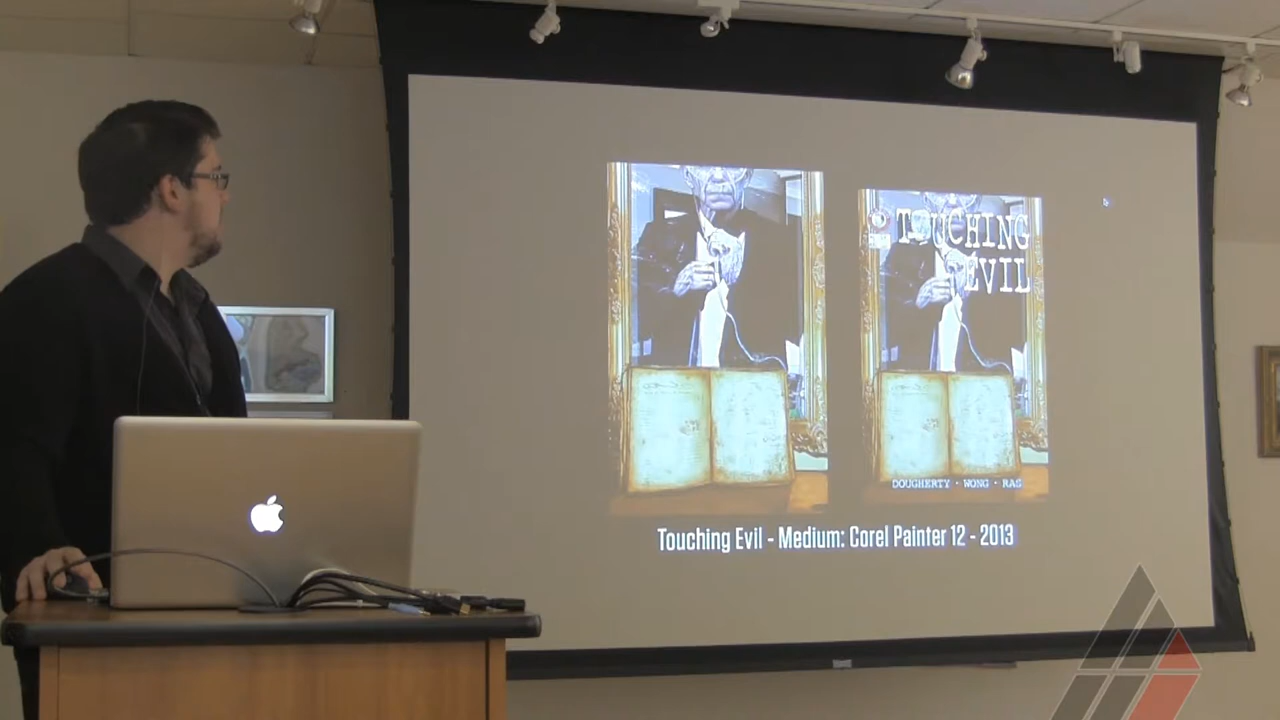 TOUCHING
EVIL
DOUGHERTY · WONG · RAS
Touching Evil - Medium: Corel Painter 12 - 2013